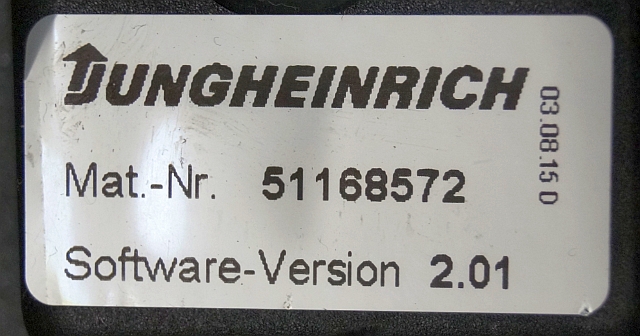 JUNGHEINRICH
Mat.-Nr. 51168572
Software-Version 2.01
03.08.15 D